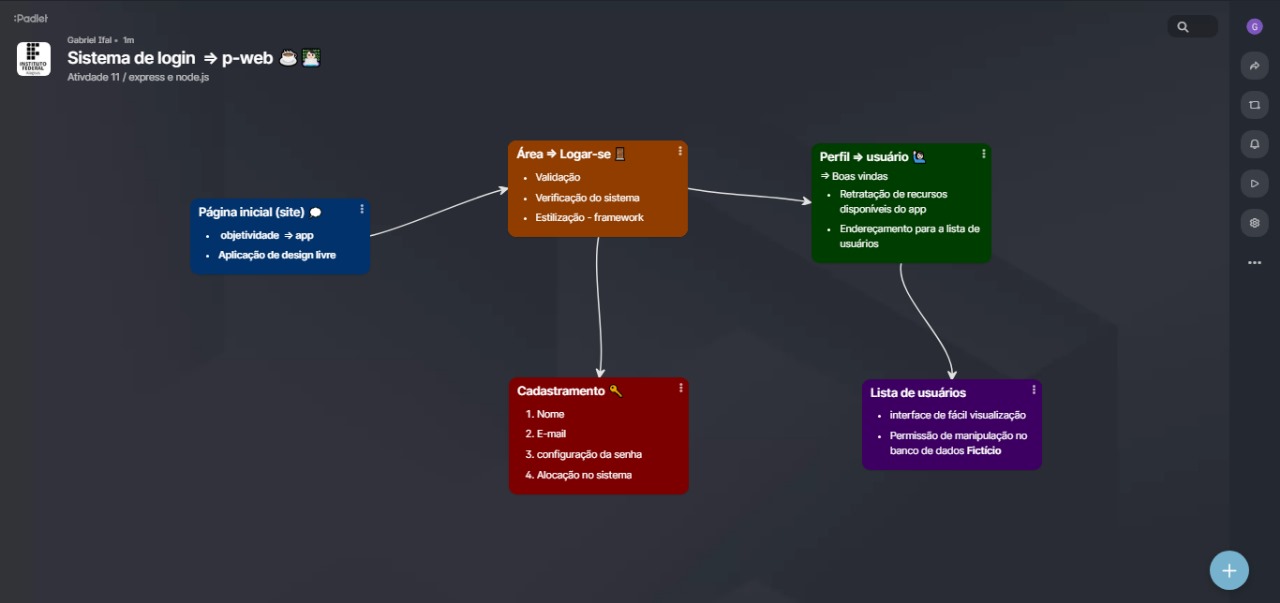 :Padlet
Gabriel Ifal • 1m
Sistema de login ⇒ p-web ☕👨🏻‍💻
Ativdade 11 / express e node.js
INSTITUTO
FEDERAL
Alagoas
G
Página inicial (site) 💬
• objetividade ⇒ app
• Aplicação de design livre
Área ⇒ Logar-se 🚪
• Validação
• Verificação do sistema
• Estilização - framework
Perfil ⇒ usuário 🙋🏻‍♂️
⇒ Boas vindas
• Retratação de recursos
disponíveis do app
• Endereçamento para a lista de
usuários
Cadastramento 🔑
1. Nome
2. E-mail
3. configuração da senha
4. Alocação no sistema
Lista de usuários
• interface de fácil visualização
• Permissão de manipulação no
banco de dados Fictício